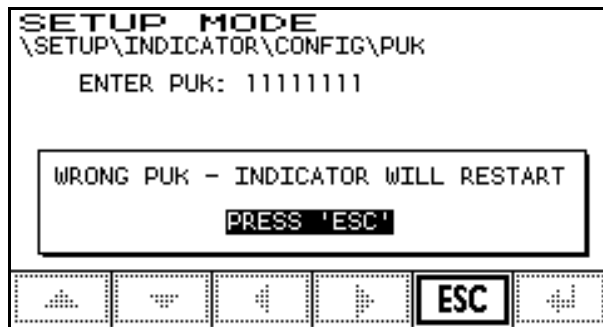 SETUP MODE
\SETUP\INDICATOR\CONFIG\PUK
ENTER PUK: 11111111
WRONG PUK - INDICATOR WILL RESTART
PRESS 'ESC'
ESC